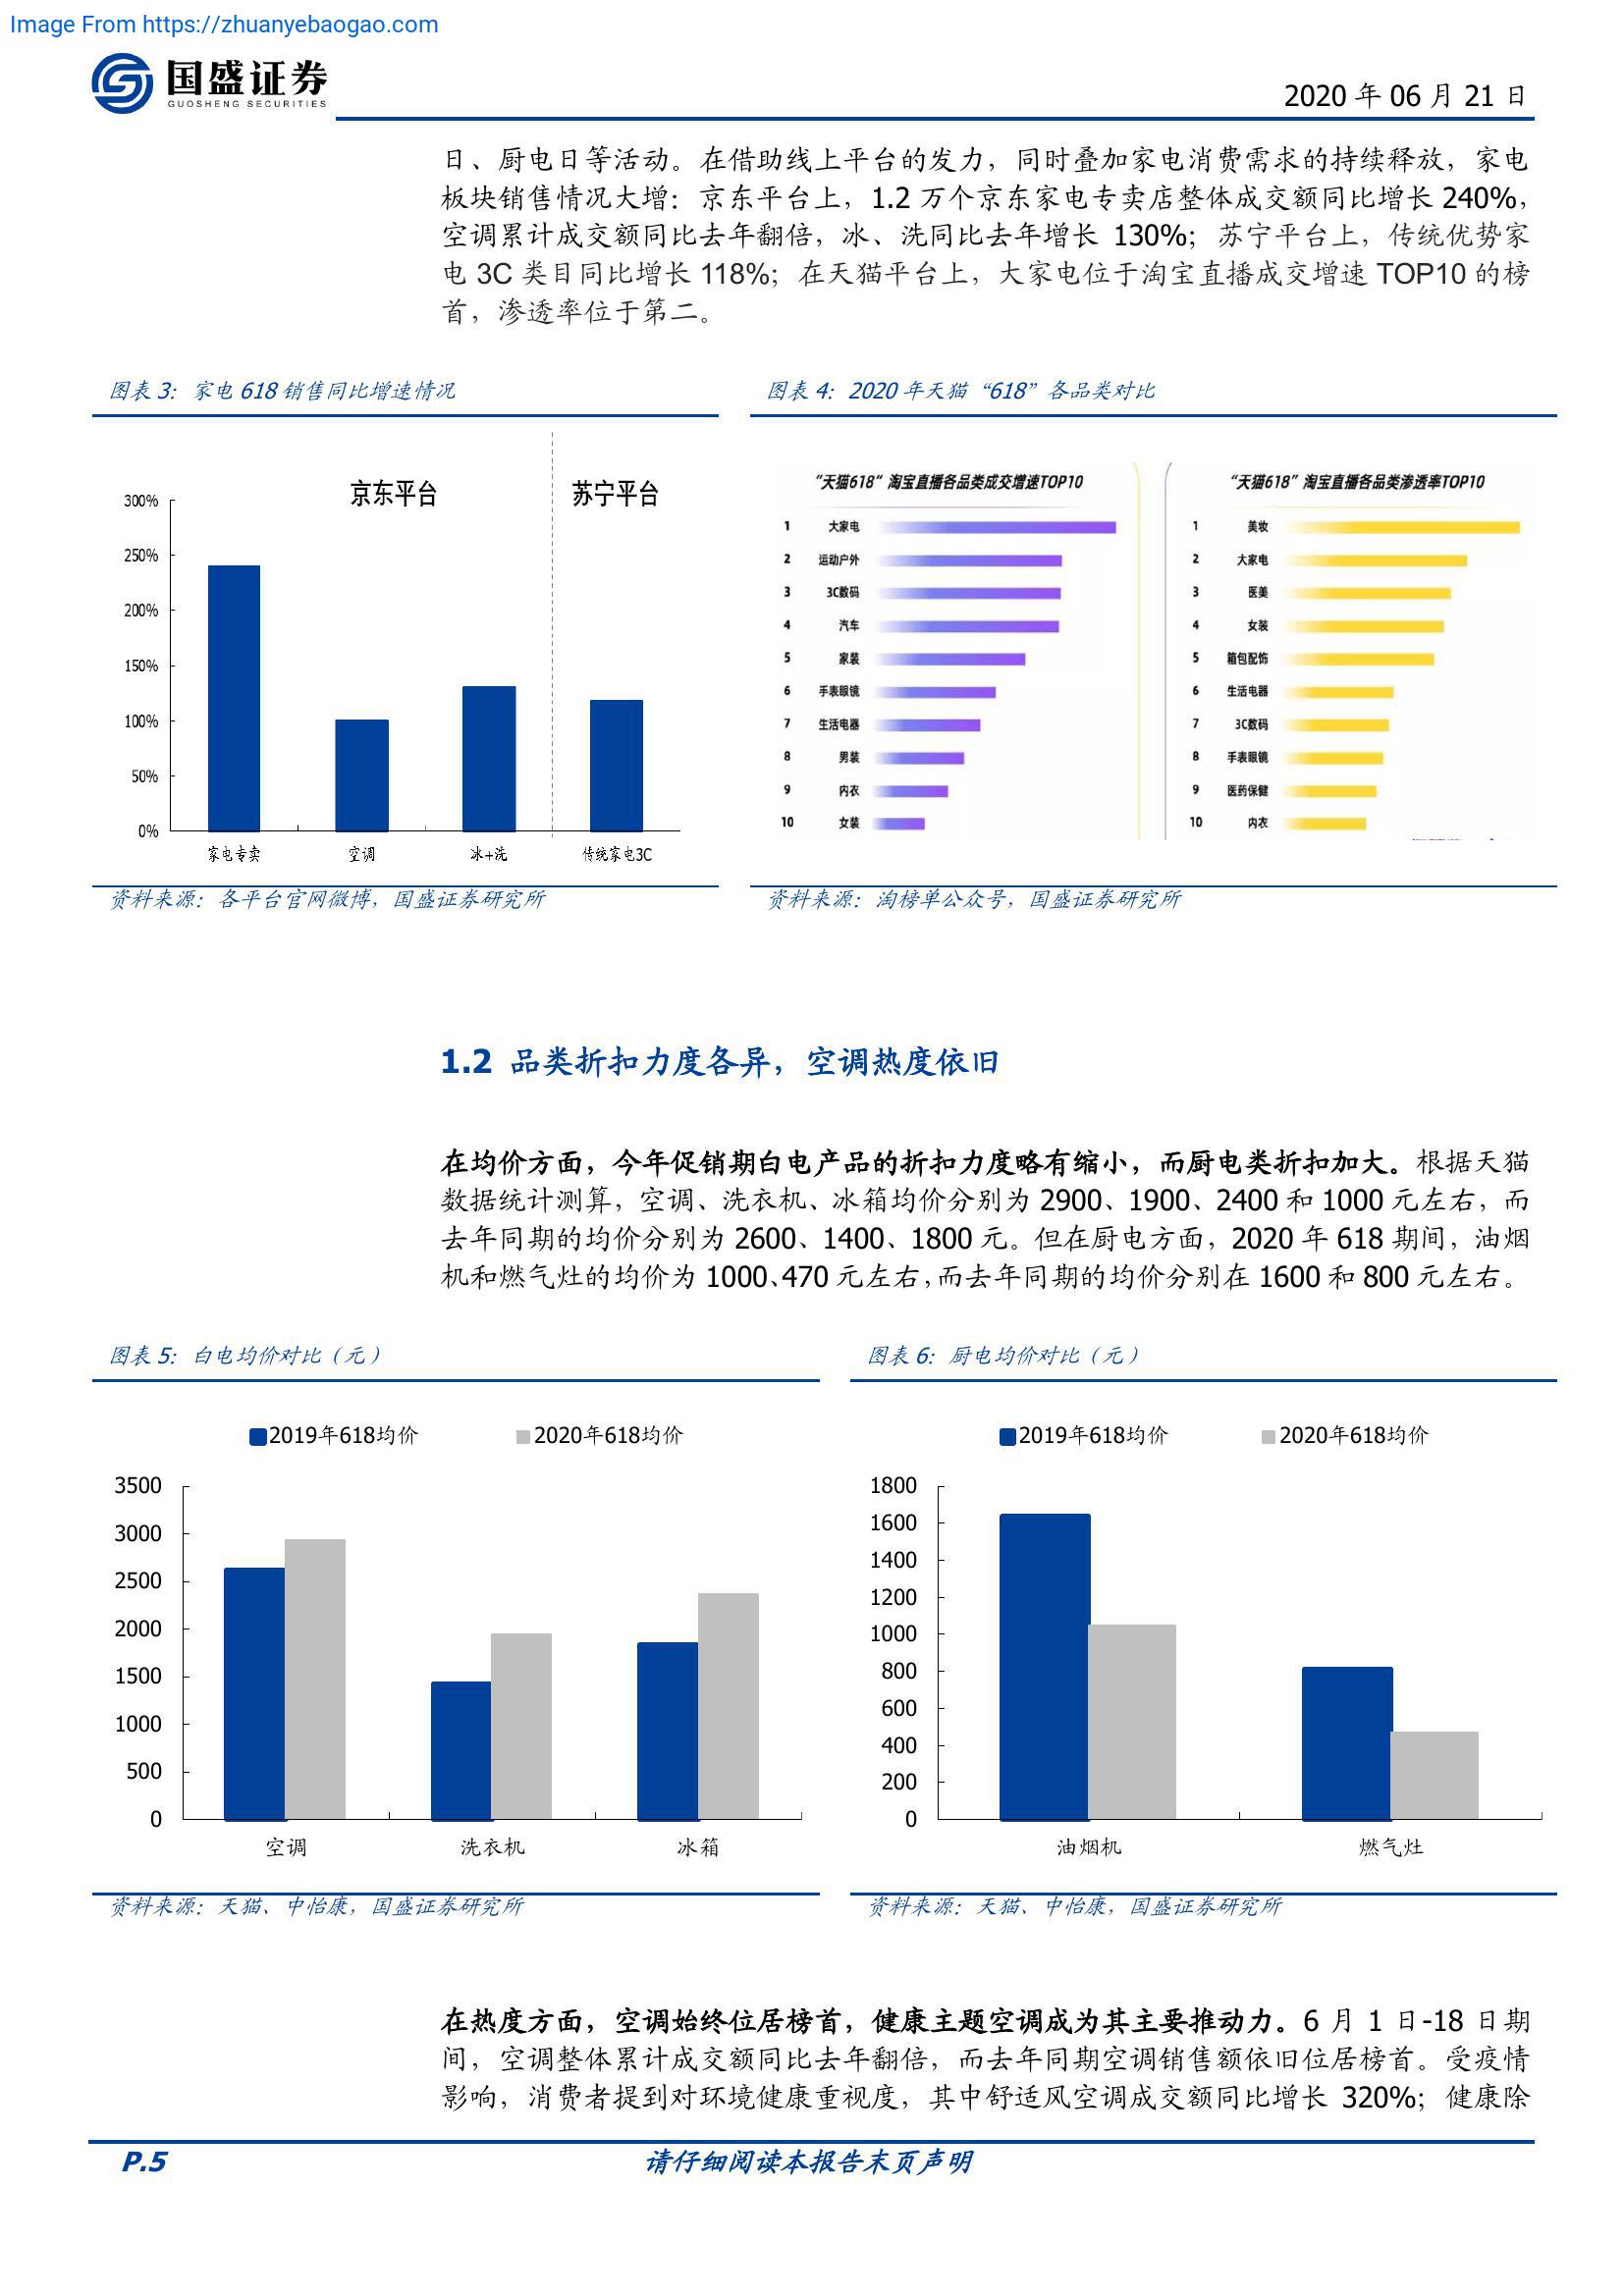 Image From https://zhuanyebaogao.com
国盛证券
GUOSHENG SECURITIES
2020 年 06 月 21 日
日、厨电日等活动。在借助线上平台的发力，同时叠加家电消费需求的持续释放，家电
板块销售情况大增：京东平台上，1.2 万个京东家电专卖店整体成交额同比增长 240%，
空调累计成交额同比去年翻倍，冰、洗同比去年增长 130%；苏宁平台上，传统优势家
电 3C 类目同比增长 118%；在天猫平台上，大家电位于淘宝直播成交增速 TOP10 的榜
首，渗透率位于第二。
图表 3：家电 618 销售同比增速情况
京东平台
苏宁平台
300%
250%
200%
150%
100%
50%
0%
家电专卖
空调
冰+洗
传统家电3C
资料来源：各平台官网微博，国盛证券研究所
图表 4：2020 年天猫“618”各品类对比
“天猫618“ 淘宝直播各品类成交增速TOP10
1 大家电
2 运动户外
3 3C数码
4 汽车
5 家装
6 手表眼镜
7 生活电器
8 男装
9 内衣
10 女装
“天猫618” 淘宝直播各品类渗透率TOP10
1 美妆
2 大家电
3 医美
4 女装
5 箱包配饰
6 生活电器
7 3C数码
8 手表眼镜
9 医药保健
10 内衣
资料来源：淘榜单公众号，国盛证券研究所
1.2 品类折扣力度各异，空调热度依旧
在均价方面，今年促销期白电产品的折扣力度略有缩小，而厨电类折扣加大。根据天猫
数据统计测算，空调、洗衣机、冰箱均价分别为 2900、1900、2400 和 1000 元左右，而
去年同期的均价分别为 2600、1400、1800 元。但在厨电方面，2020 年 618 期间，油烟
机和燃气灶的均价为 1000、470 元左右，而去年同期的均价分别在 1600 和 800 元左右。
图表 5：白电均价对比（元）
2019年618均价
2020年618均价
3500
3000
2500
2000
1500
1000
500
0
空调
洗衣机
冰箱
资料来源：天猫、中怡康，国盛证券研究所
图表 6：厨电均价对比（元）
2019年618均价
2020年618均价
1800
1600
1400
1200
1000
800
600
400
200
0
油烟机
燃气灶
资料来源：天猫、中怡康，国盛证券研究所
在热度方面，空调始终位居榜首，健康主题空调成为其主要推动力。6 月 1 日-18 日期
间，空调整体累计成交额同比去年翻倍，而去年同期空调销售额依旧位居榜首。受疫情
影响，消费者提到对环境健康重视度，其中舒适风空调成交额同比增长 320%；健康除
P.5
请仔细阅读本报告末页声明